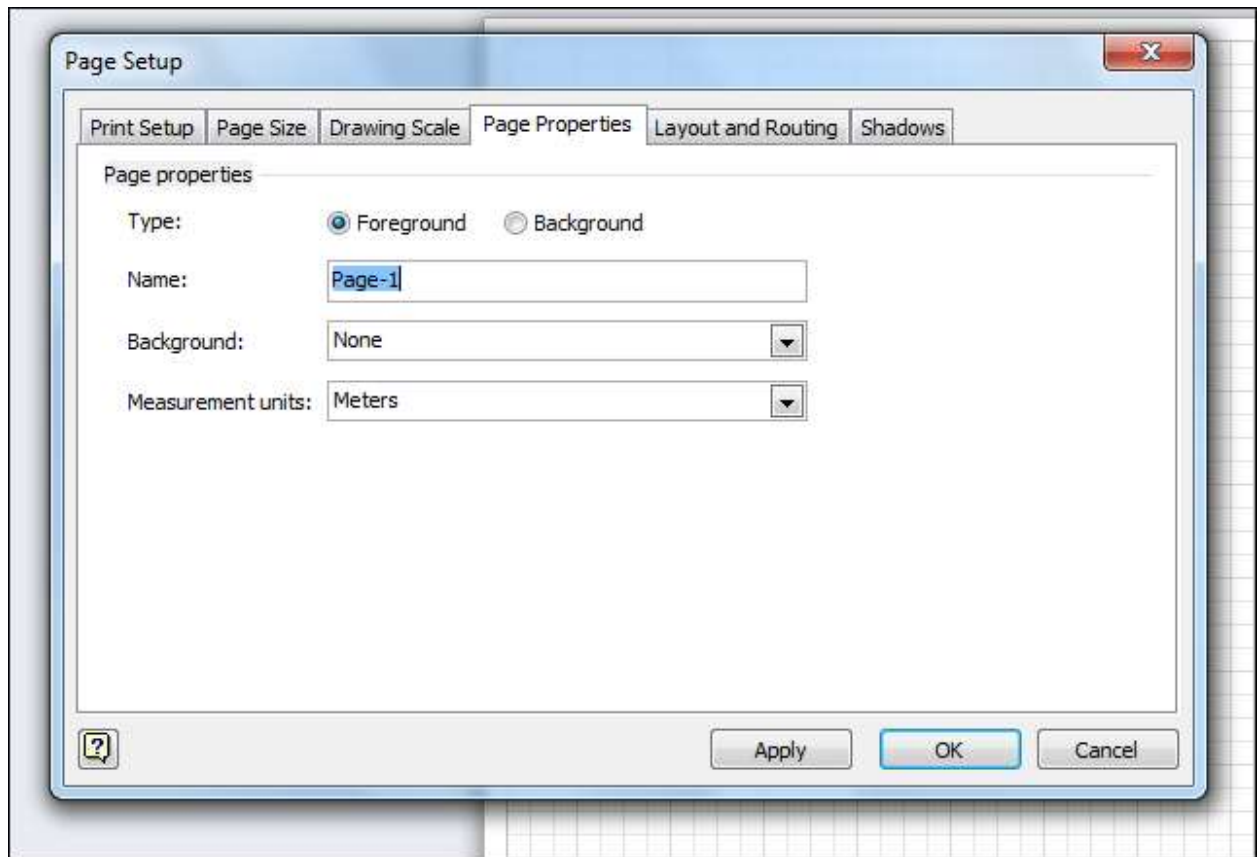 Page Setup
X
Print Setup Page Size Drawing Scale Page Properties Layout and Routing Shadows
Page properties
Type: Foreground Background
Name: Page-1
Background: None
Measurement units: Meters
? Apply OK Cancel